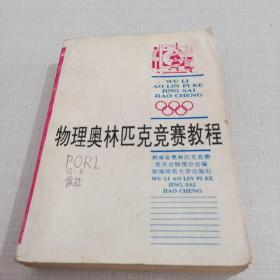 WU LI
AO LIN PI KE
JING SAI
JIAO CHENG
物理奥林匹克竞赛教程
PORL
湖南省奥林匹克竞赛
委员会物理分会编
湖南师范大学出版社
WU LI AO LIN PI KE
JING SAI
JIAO CHENG